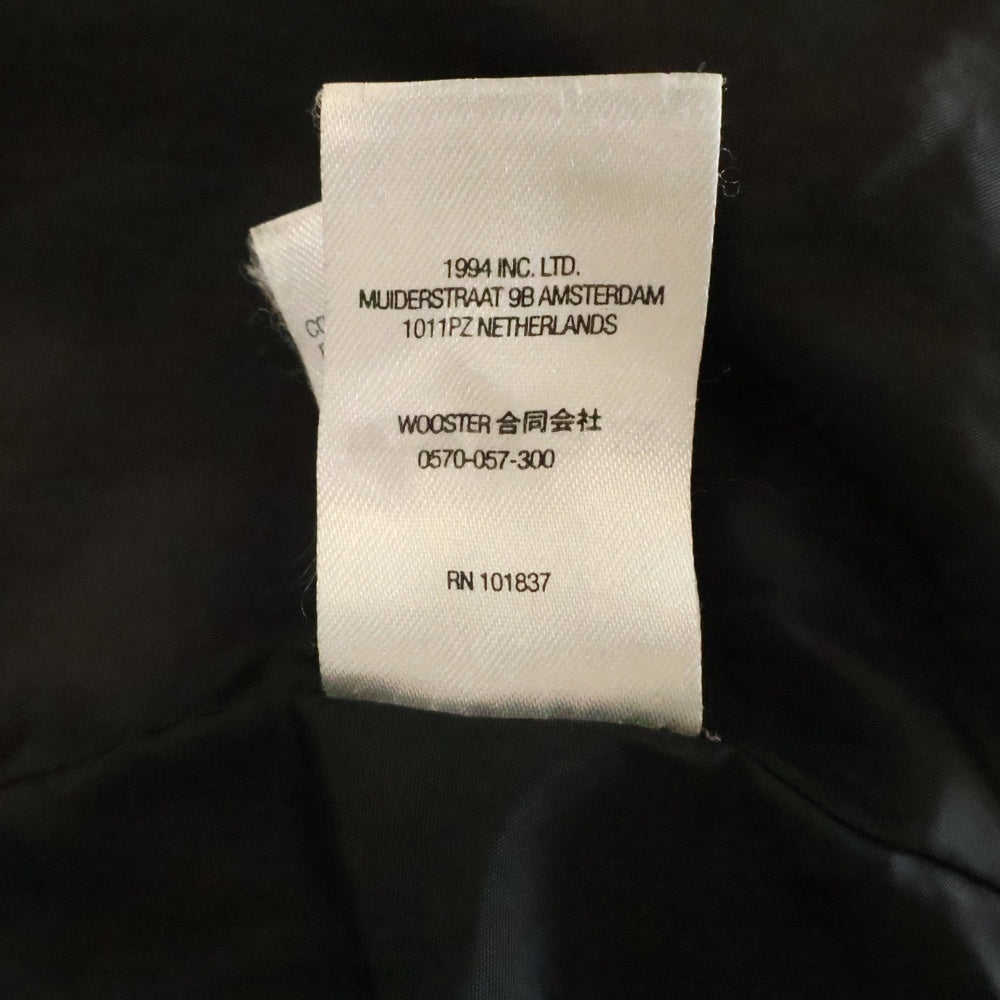 1994 INC. LTD.
MUIDERSTRAAT 9B AMSTERDAM
1011PZ NETHERLANDS
WOOSTER 合同会社
0570-057-300
RN 101837